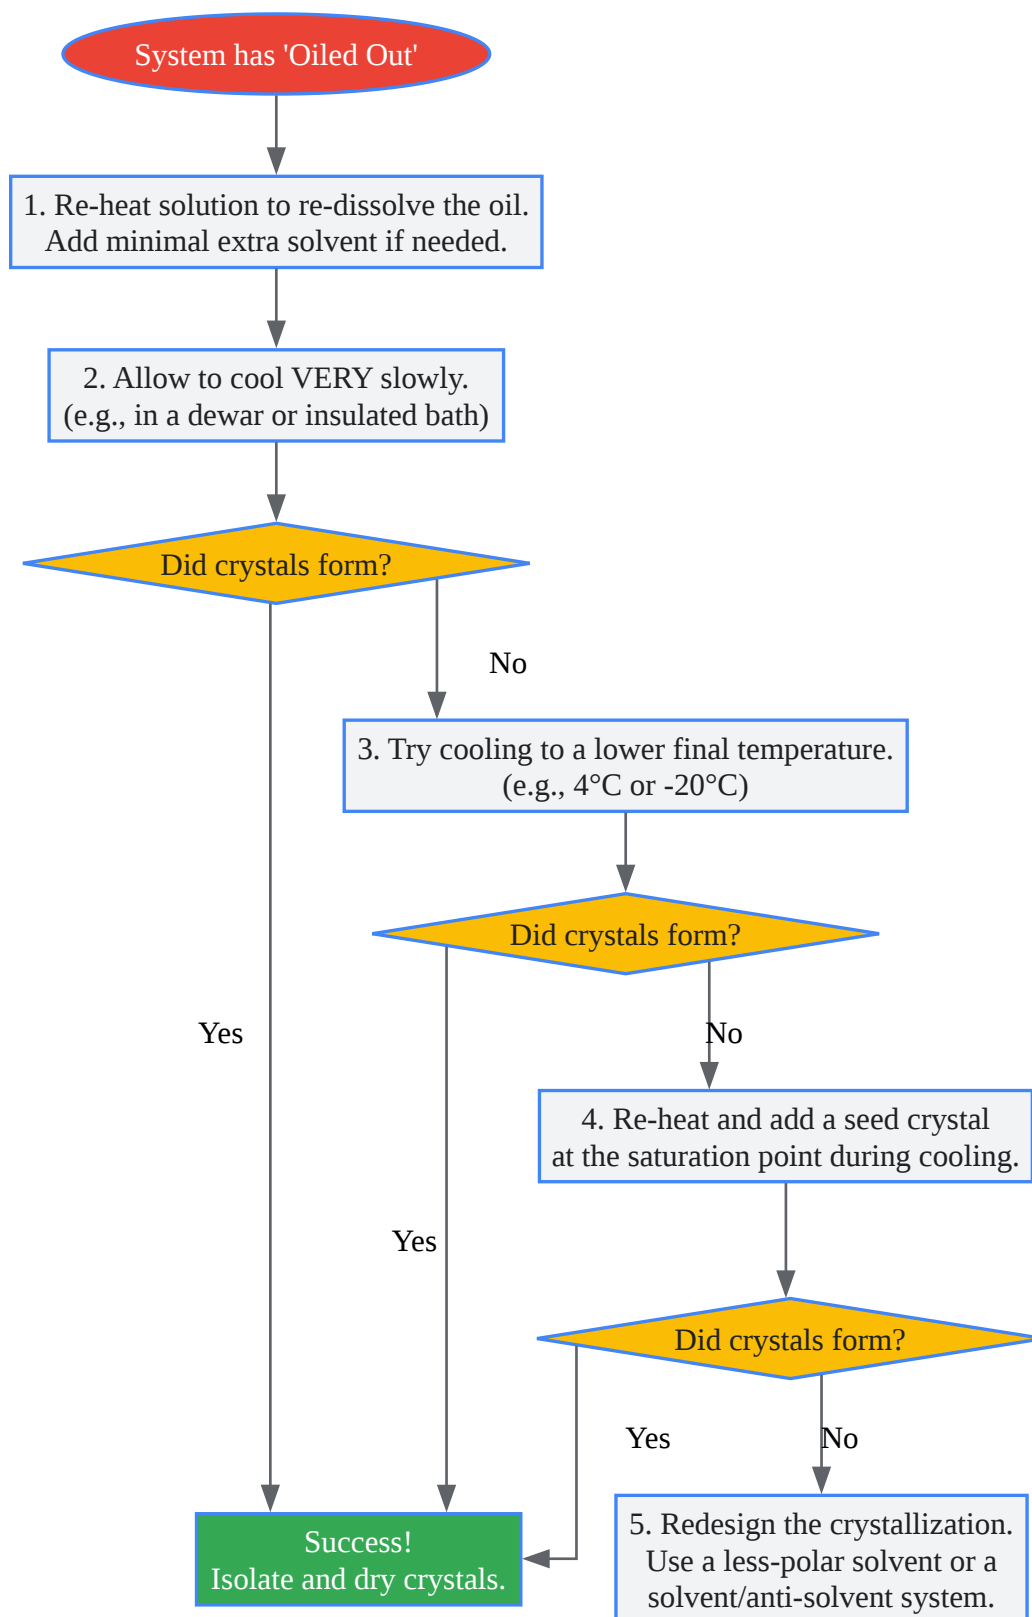 System has 'Oiled Out'
1. Re-heat solution to re-dissolve the oil.
Add minimal extra solvent if needed.
2. Allow to cool VERY slowly.
(e.g., in a dewar or insulated bath)
Did crystals form?
No
3. Try cooling to a lower final temperature.
(e.g., 4°C or -20°C)
Did crystals form?
Yes
No
4. Re-heat and add a seed crystal
at the saturation point during cooling.
Yes
Did crystals form?
Yes
No
Success!
Isolate and dry crystals.
5. Redesign the crystallization.
Use a less-polar solvent or a
solvent/anti-solvent system.